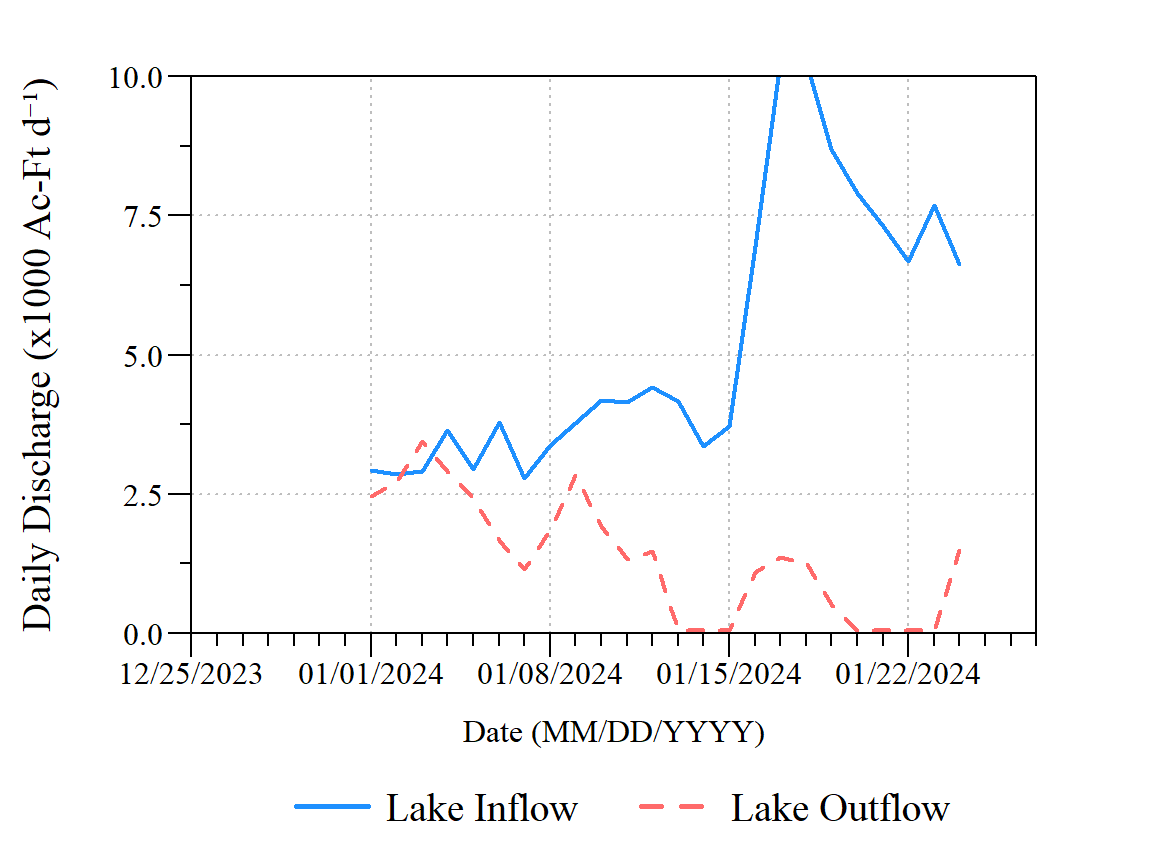 Daily Discharge (x1000 Ac-Ft d⁻¹)
10.0
7.5
5.0
2.5
0.0
12/25/2023 01/01/2024 01/08/2024 01/15/2024 01/22/2024
Date (MM/DD/YYYY)
Lake Inflow Lake Outflow